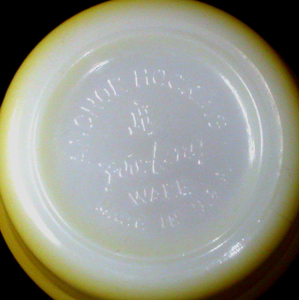 ANCHOR HOCKING
Fire-King
WARE
MADE IN U.S.A.